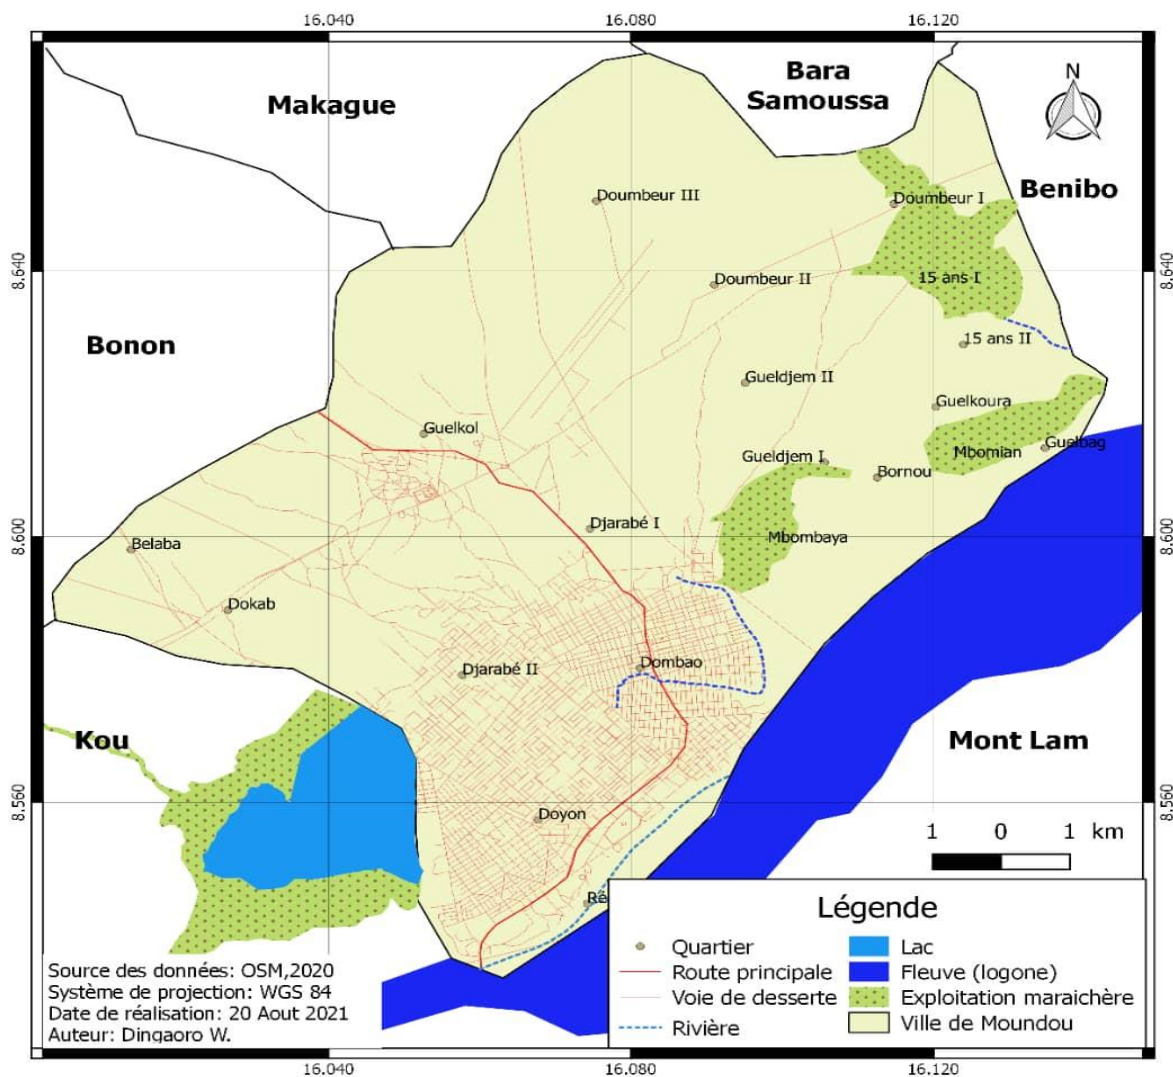 16.040
16.080
16.120
Makague
Bara
Samoussa
N
Benibo
Doumbeur III
Doumbeur I
8.640
8.640
Doumbeur II
15 ans I
Bonon
15 ans II
Gueldjem II
Guelkoura
Guelkol
Guelbag
Mbomian
Gueldjem I
Bornou
Djarabé I
8.600
Mbombaya
8.600
Belaba
Dokab
Dombao
Djarabé II
Kou
Mont Lam
8.560
8.560
Doyon
1 0 1 km
Légende
Quartier
Route principale
Voie de desserte
Rivière
Lac
Fleuve (logone)
Exploitation maraichère
Ville de Moundou
Source des données: OSM,2020
Système de projection: WGS 84
Date de réalisation: 20 Aout 2021
Auteur: Dingaoro W.
16.040
16.080
16.120